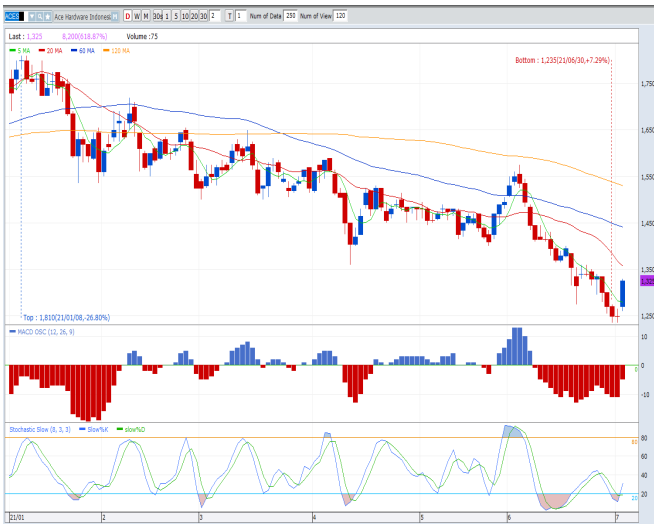 ACES Ace Hardware Indonesi M D W M 30s 1 5 10 20 30 2 T 1 Num of Data 250 Num of View 120
Last : 1,325 8,200(618.87%) Volume :75
5 MA 20 MA 60 MA 120 MA
Bottom : 1,235(21/06/30,+7.29%)
1,750
1,650
1,550
1,450
1,350
1,325
1,250
Top : 1,810(21/01/08,-26.80%)
MACD OSC (12, 26, 9)
10
0
-10
Stochastic Slow (8, 3, 3) Slow%K slow%D
80
80
60
40
20
20
21/01 2 3 4 5 6 7